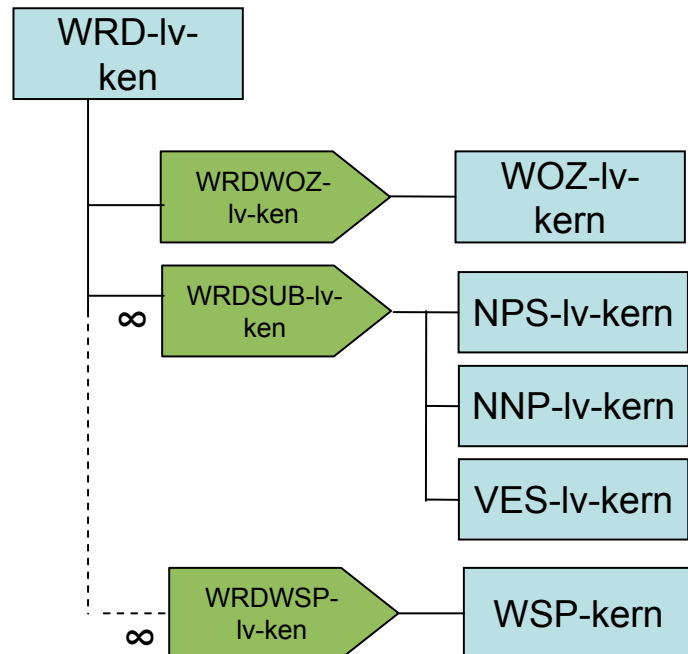 WRD-lv-
ken
WRDWOZ-
lv-ken
WOZ-lv-
kern
WRDSUB-lv-
ken
∞
NPS-lv-kern
NNP-lv-kern
VES-lv-kern
WRDWSP-
lv-ken
∞
WSP-kern